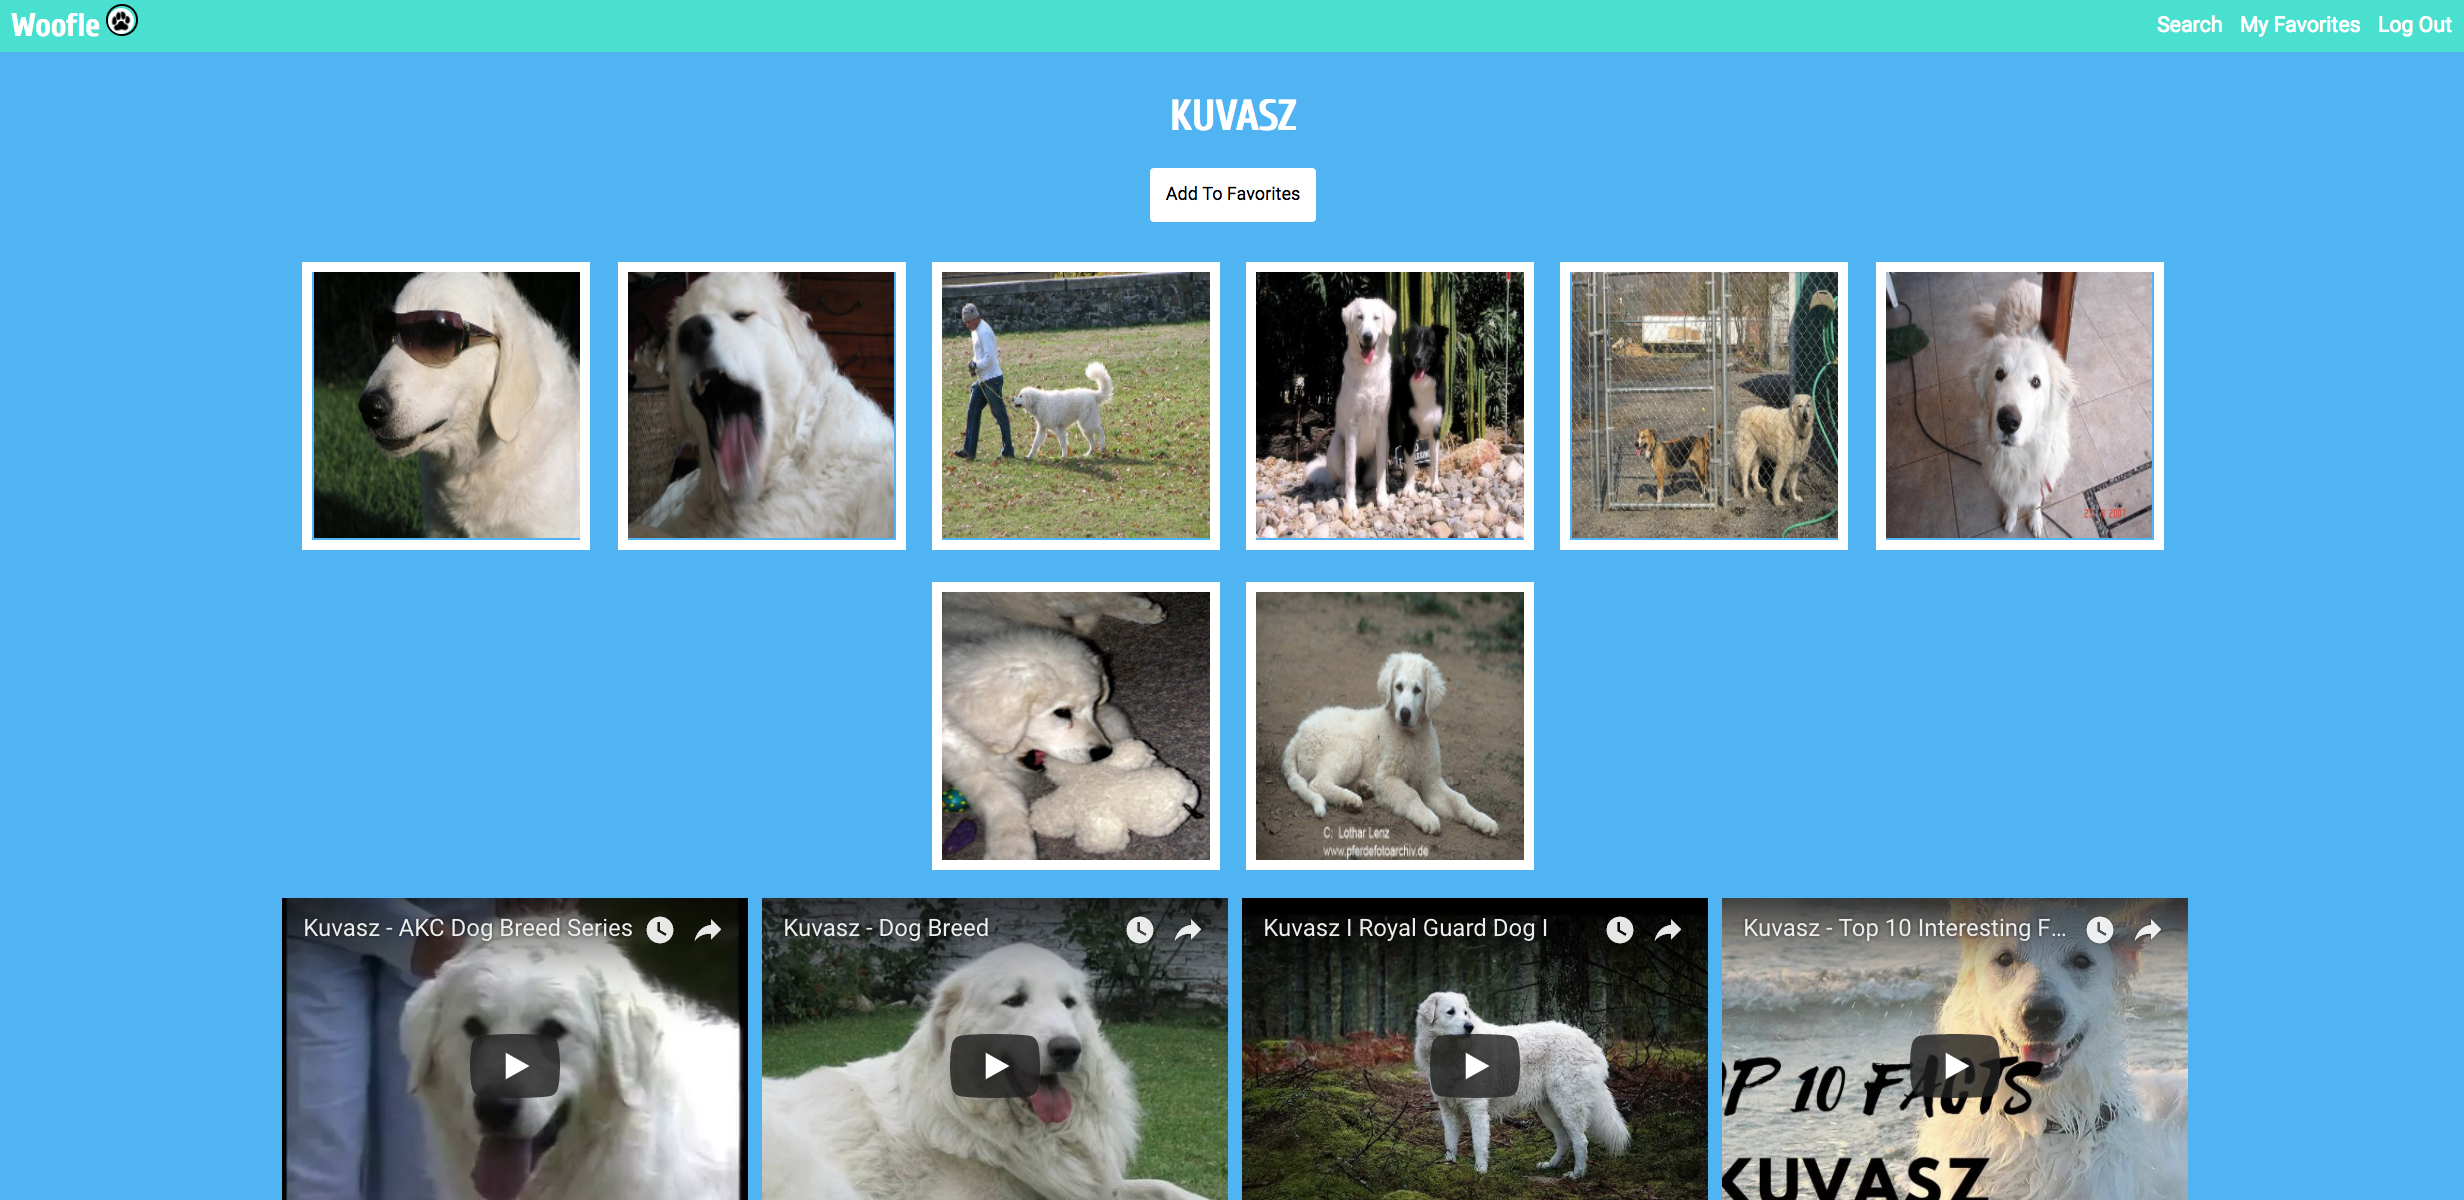 Woofle
Search My Favorites Log Out
KUVASZ
Add To Favorites
C: Lothar Lenz
www.pferdefotoarchiv.de
Kuvasz - AKC Dog Breed Series
Kuvasz - Dog Breed
Kuvasz I Royal Guard Dog I
Kuvasz - Top 10 Interesting F...
OP 10 FACTS
KUVASZ